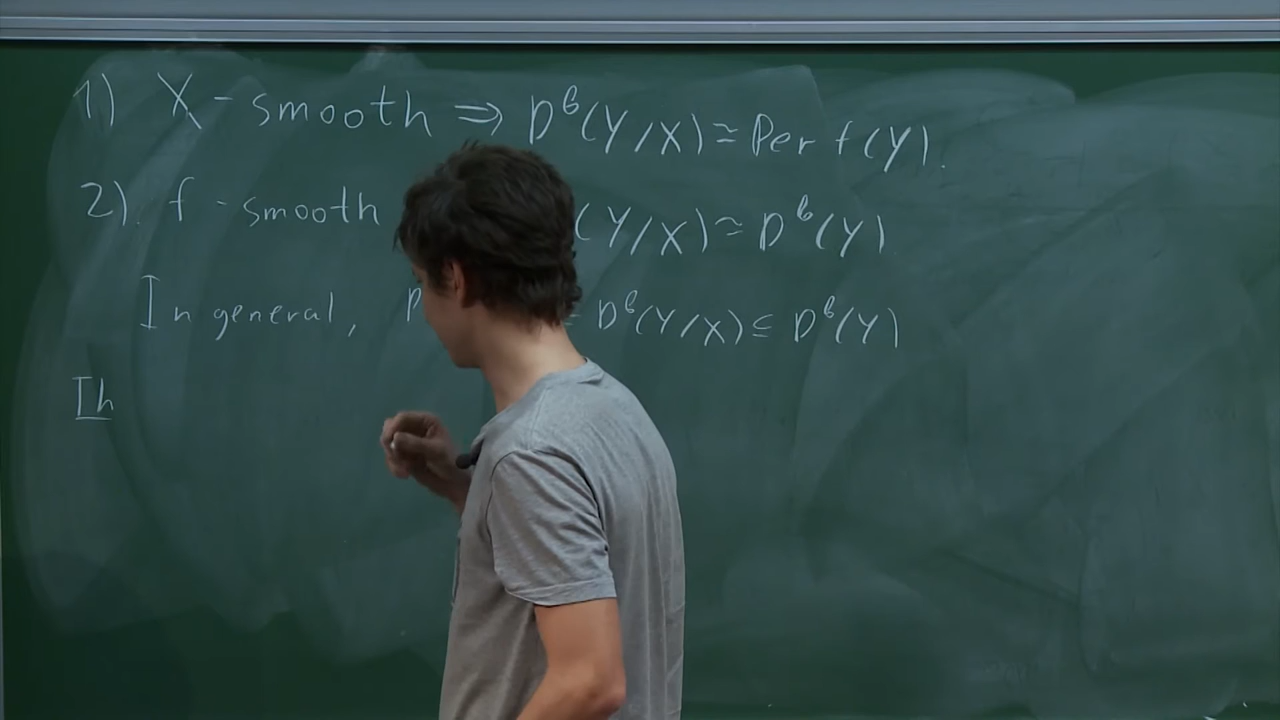 1) X - smooth ⇒ D^b(Y/X) ≃ Perf(Y).
2). f - smooth (Y/X) ≃ D^b(Y)
In general, D^b(Y/X) ⊆ D^b(Y)
Th